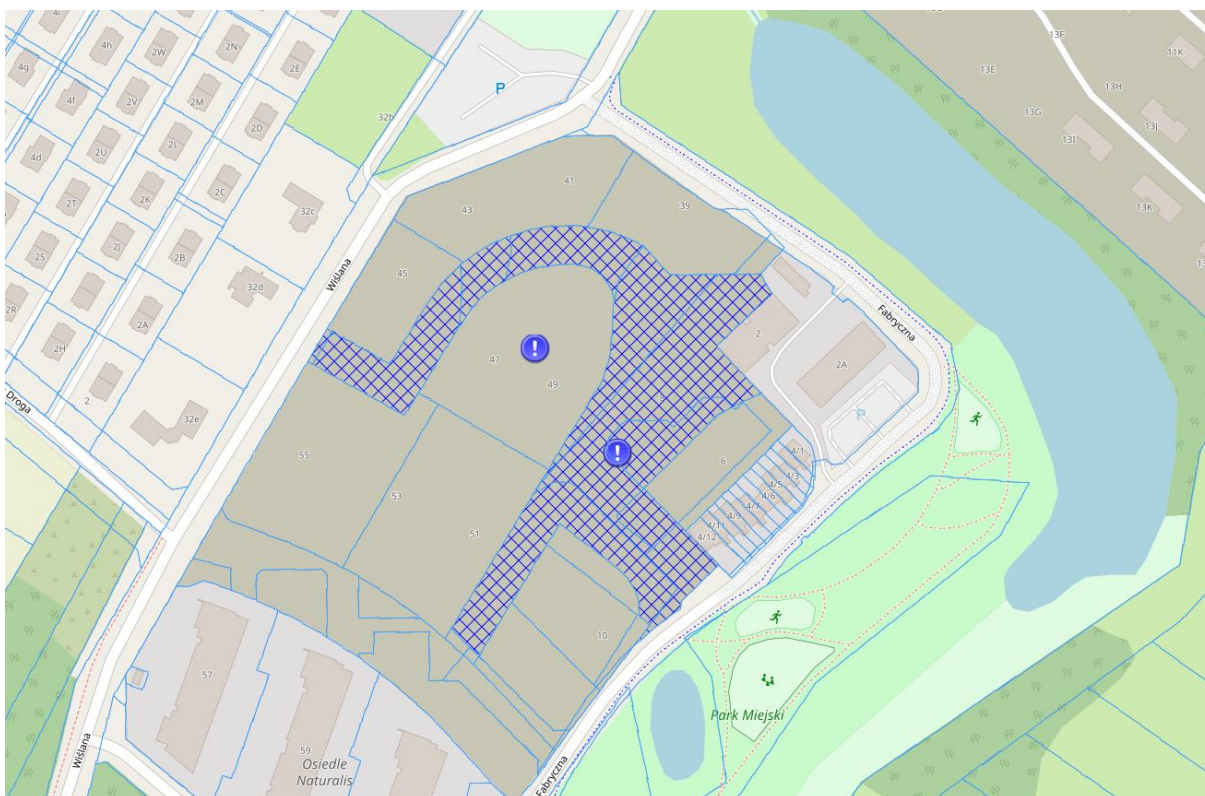 4i
4h
2W
2N
2E
4g
4f
2V
2M
32b
P
2D
4d
2U
2L
2T
2K
2C
32c
2S
2J
2B
32d
2R
2H
2A
2
32e
Droga
Wiślana
41
43
39
45
47
49
2
2A
P
Fabryczna
!
!
6
4/1
4/3
4/5
4/6
4/7
4/9
4/11
4/12
55
53
51
10
57
59
Osiedle
Naturalis
Wiślana
Fabryczna
Park Miejski
13F
13E
11K
13H
13G
13J
13I
13K